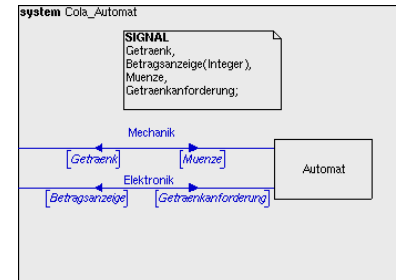 system Cola_Automat
SIGNAL
Getraenk,
Betragsanzeige(Integer),
Muenze,
Getraenkanforderung;
Mechanik
[Getraenk] [Muenze]
Automat
Elektronik
[Betragsanzeige] [Getraenkanforderung]